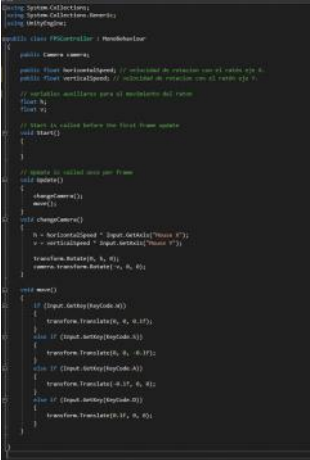 using System.Collections;
using System.Collections.Generic;
using UnityEngine;
public class FPSController : MonoBehaviour
{
public Camera camera;
public float horizontalSpeed; // velocidad de rotacion con el ratón eje X.
public float verticalSpeed; // velocidad de rotacion con el ratón eje Y.
// variables auxiliares para el movimiento del raton
float h;
float v;
// Start is called before the first frame update
void Start()
{
}
// Update is called once per frame
void Update()
{
changeCamera();
move();
}
void changeCamera()
{
h = horizontalSpeed * Input.GetAxis("Mouse X");
v = verticalSpeed * Input.GetAxis("Mouse Y");
transform.Rotate(0, h, 0);
camera.transform.Rotate(-v, 0, 0);
}
void move()
{
if (Input.GetKey(KeyCode.W))
{
transform.Translate(0, 0, 0.1f);
}
else if (Input.GetKey(KeyCode.S))
{
transform.Translate(0, 0, -0.1f);
}
else if (Input.GetKey(KeyCode.A))
{
transform.Translate(-0.1f, 0, 0);
}
else if (Input.GetKey(KeyCode.D))
{
transform.Translate(0.1f, 0, 0);
}
}
}